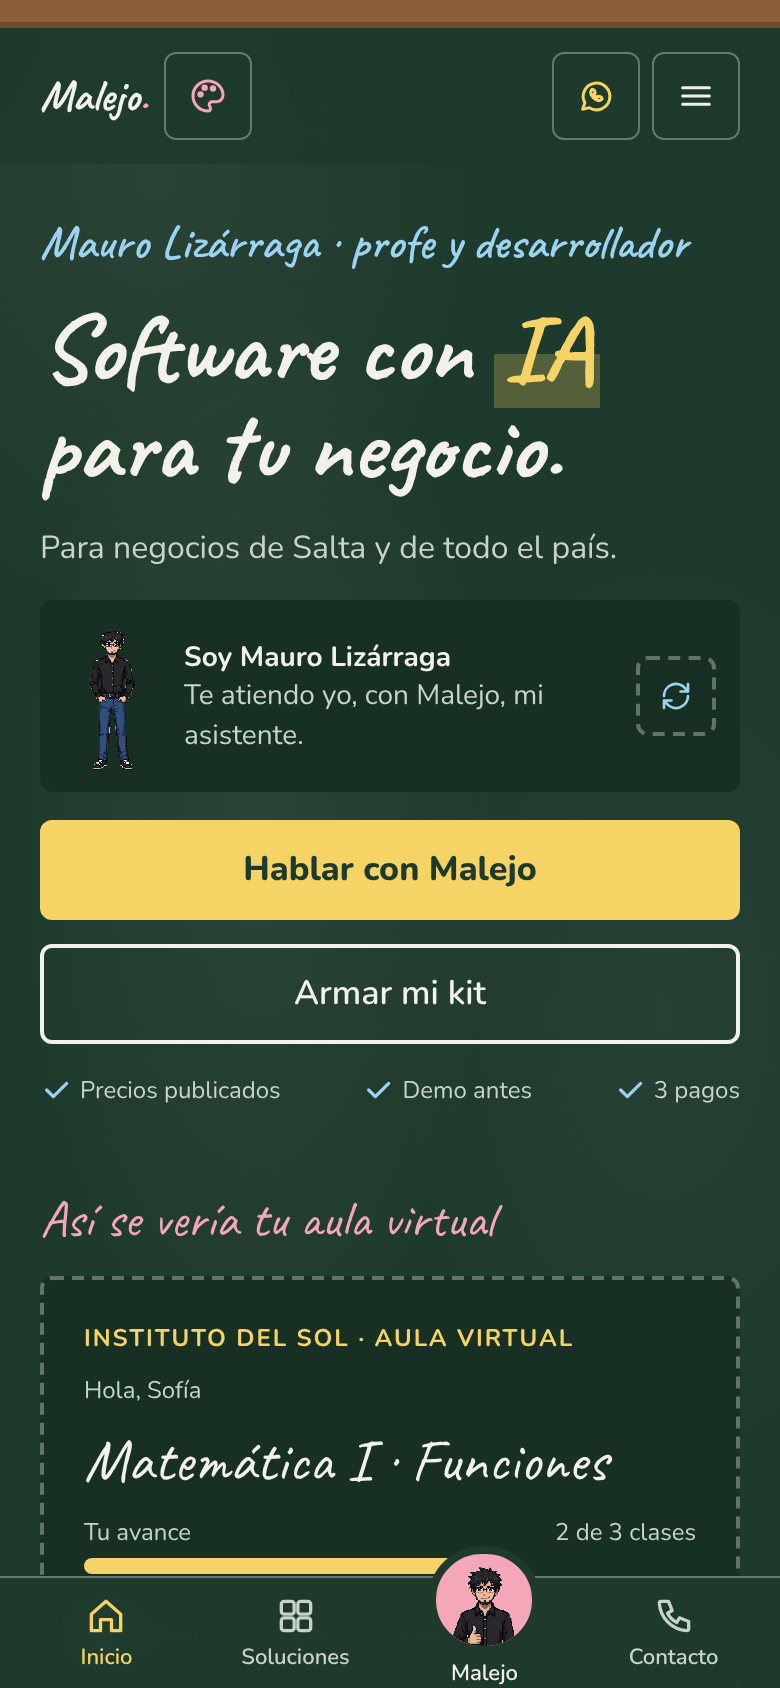 Malejo.
Mauro Lizárraga · profe y desarrollador
Software con IA
para tu negocio.
Para negocios de Salta y de todo el país.
Soy Mauro Lizárraga
Te atiendo yo, con Malejo, mi
asistente.
Hablar con Malejo
Armar mi kit
Precios publicados
Demo antes
3 pagos
Así se vería tu aula virtual
INSTITUTO DEL SOL · AULA VIRTUAL
Hola, Sofía
Matemática I · Funciones
Tu avance
2 de 3 clases
Inicio
Soluciones
Malejo
Contacto